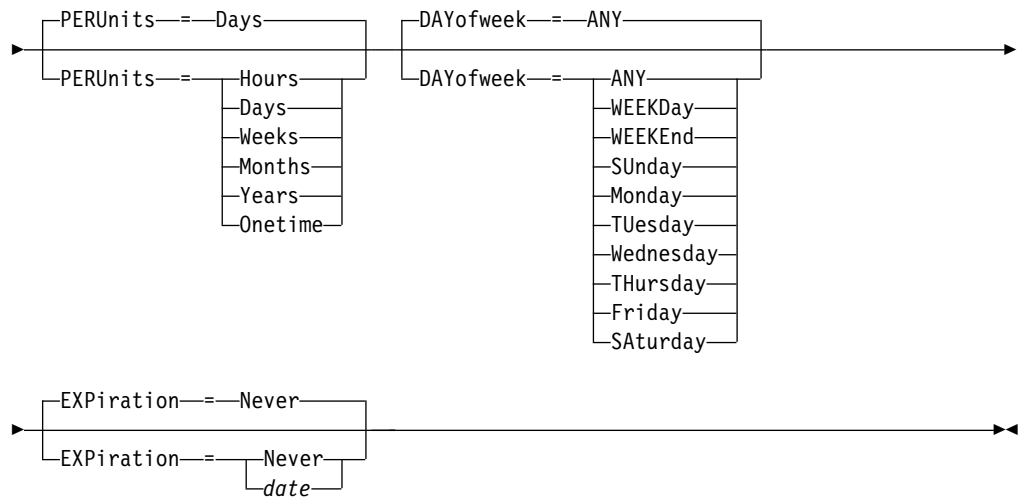 PERUnits = Days DAYofweek = ANY
PERUnits = Hours DAYofweek = ANY
Days WEEKDay
Weeks WEEKEnd
Months SUnday
Years Monday
Onetime TUesday
Wednesday
THursday
Friday
SAturday
EXPiration = Never
EXPiration = Never
date